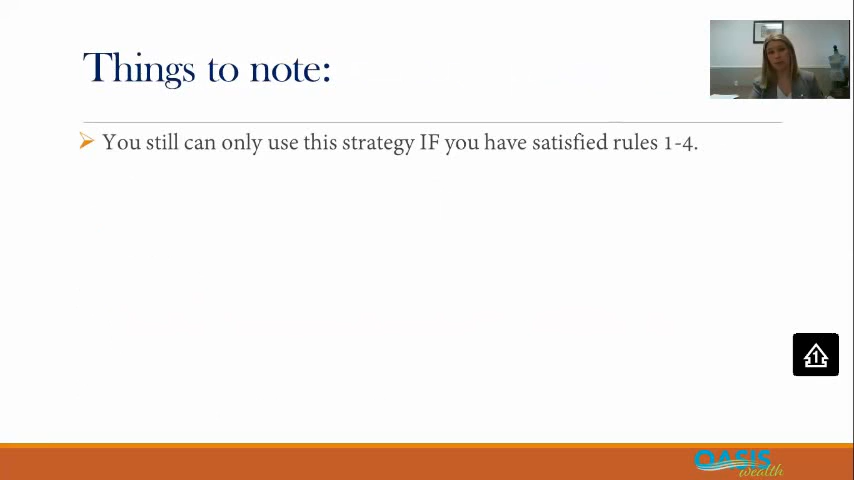 Things to note:
You still can only use this strategy IF you have satisfied rules 1-4.
1
OASIS
wealth